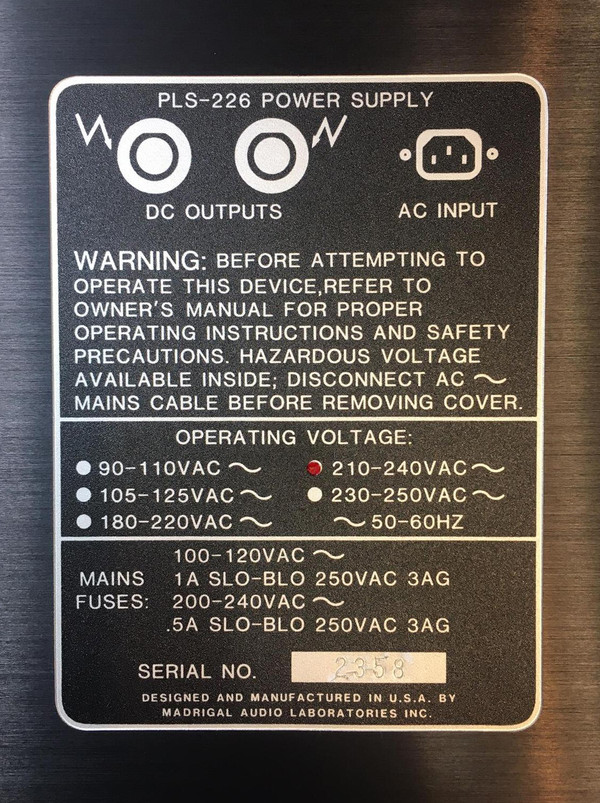 PLS-226 POWER SUPPLY
DC OUTPUTS AC INPUT
WARNING: BEFORE ATTEMPTING TO
OPERATE THIS DEVICE,REFER TO
OWNER'S MANUAL FOR PROPER
OPERATING INSTRUCTIONS AND SAFETY
PRECAUTIONS. HAZARDOUS VOLTAGE
AVAILABLE INSIDE; DISCONNECT AC ~
MAINS CABLE BEFORE REMOVING COVER.
OPERATING VOLTAGE:
90-110VAC ~ 210-240VAC ~
105-125VAC ~ 230-250VAC ~
180-220VAC ~ ~ 50-60HZ
100-120VAC ~
MAINS 1A SLO-BLO 250VAC 3AG
FUSES: 200-240VAC ~
.5A SLO-BLO 250VAC 3AG
SERIAL NO. 2358
DESIGNED AND MANUFACTURED IN U.S.A. BY
MADRIGAL AUDIO LABORATORIES INC.